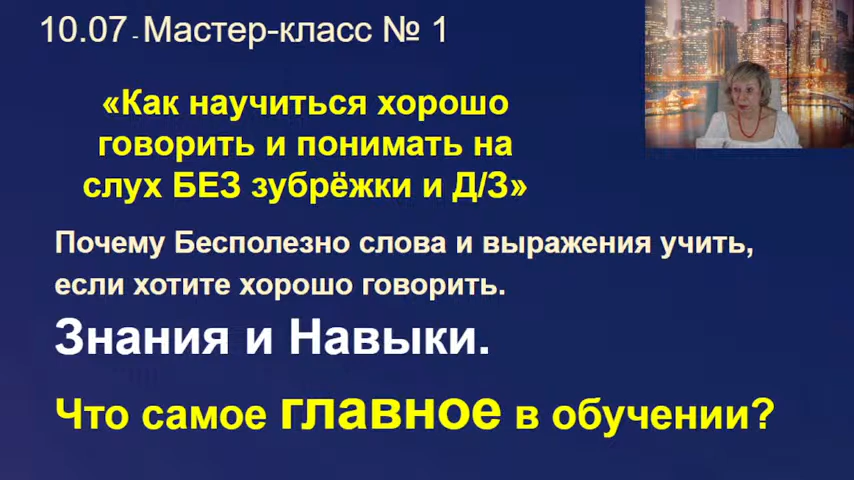 10.07 - Мастер-класс № 1
«Как научиться хорошо
говорить и понимать на
слух БЕЗ зубрёжки и Д/З»
Почему Бесполезно слова и выражения учить,
если хотите хорошо говорить.
Знания и Навыки.
Что самое главное в обучении?